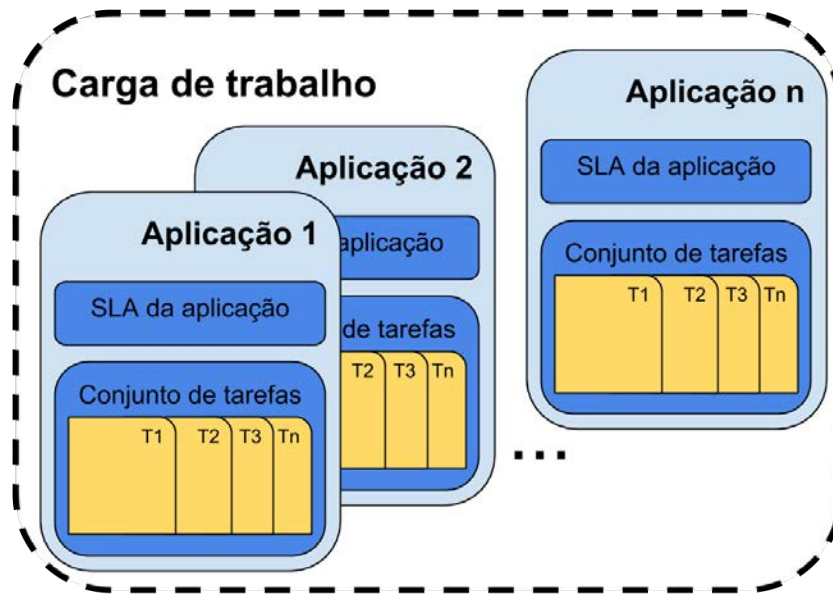 Carga de trabalho
Aplicação 1
SLA da aplicação
Conjunto de tarefas
T1 T2 T3 Tn
Aplicação 2
aplicação
de tarefas
T2 T3 Tn
...
Aplicação n
SLA da aplicação
Conjunto de tarefas
T1 T2 T3 Tn